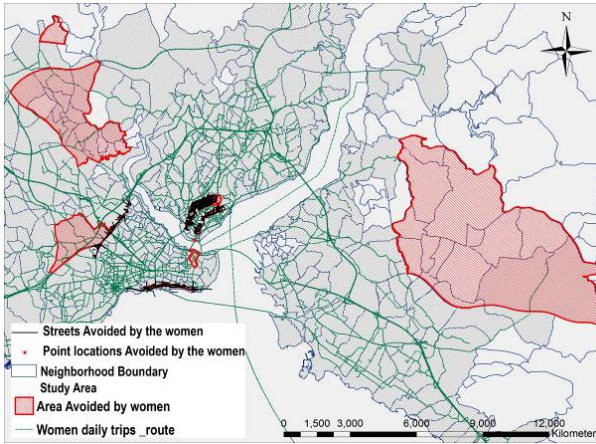 N
Streets Avoided by the women
Point locations Avoided by the women
Neighborhood Boundary
Study Area
Area Avoided by women
Women daily trips _route
0 1,500 3,000 6,000 9,000 12,000
Kilometer